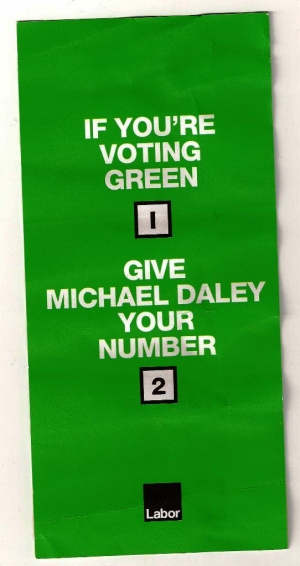 IF YOU'RE
VOTING
GREEN
1
GIVE
MICHAEL DALEY
YOUR
NUMBER
2
Labor